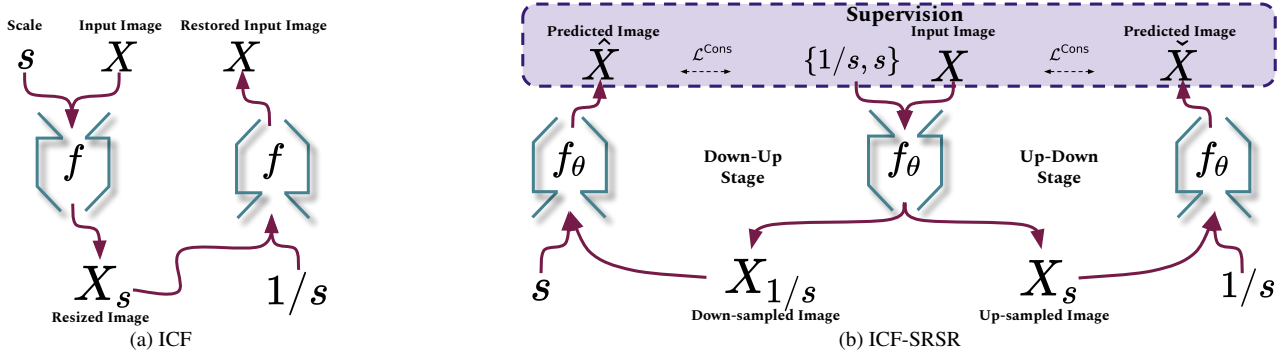 Scale
Input Image
Restored Input Image
s
X
X
f
f
X_s
1/s
Resized Image
(a) ICF
Supervision
Predicted Image
Input Image
Predicted Image
X̂
ℒ^Cons
{1/s, s}
X
ℒ^Cons
X̌
f_θ
Down-Up
Stage
f_θ
Up-Down
Stage
f_θ
s
X_{1/s}
X_s
1/s
Down-sampled Image
Up-sampled Image
(b) ICF-SRSR